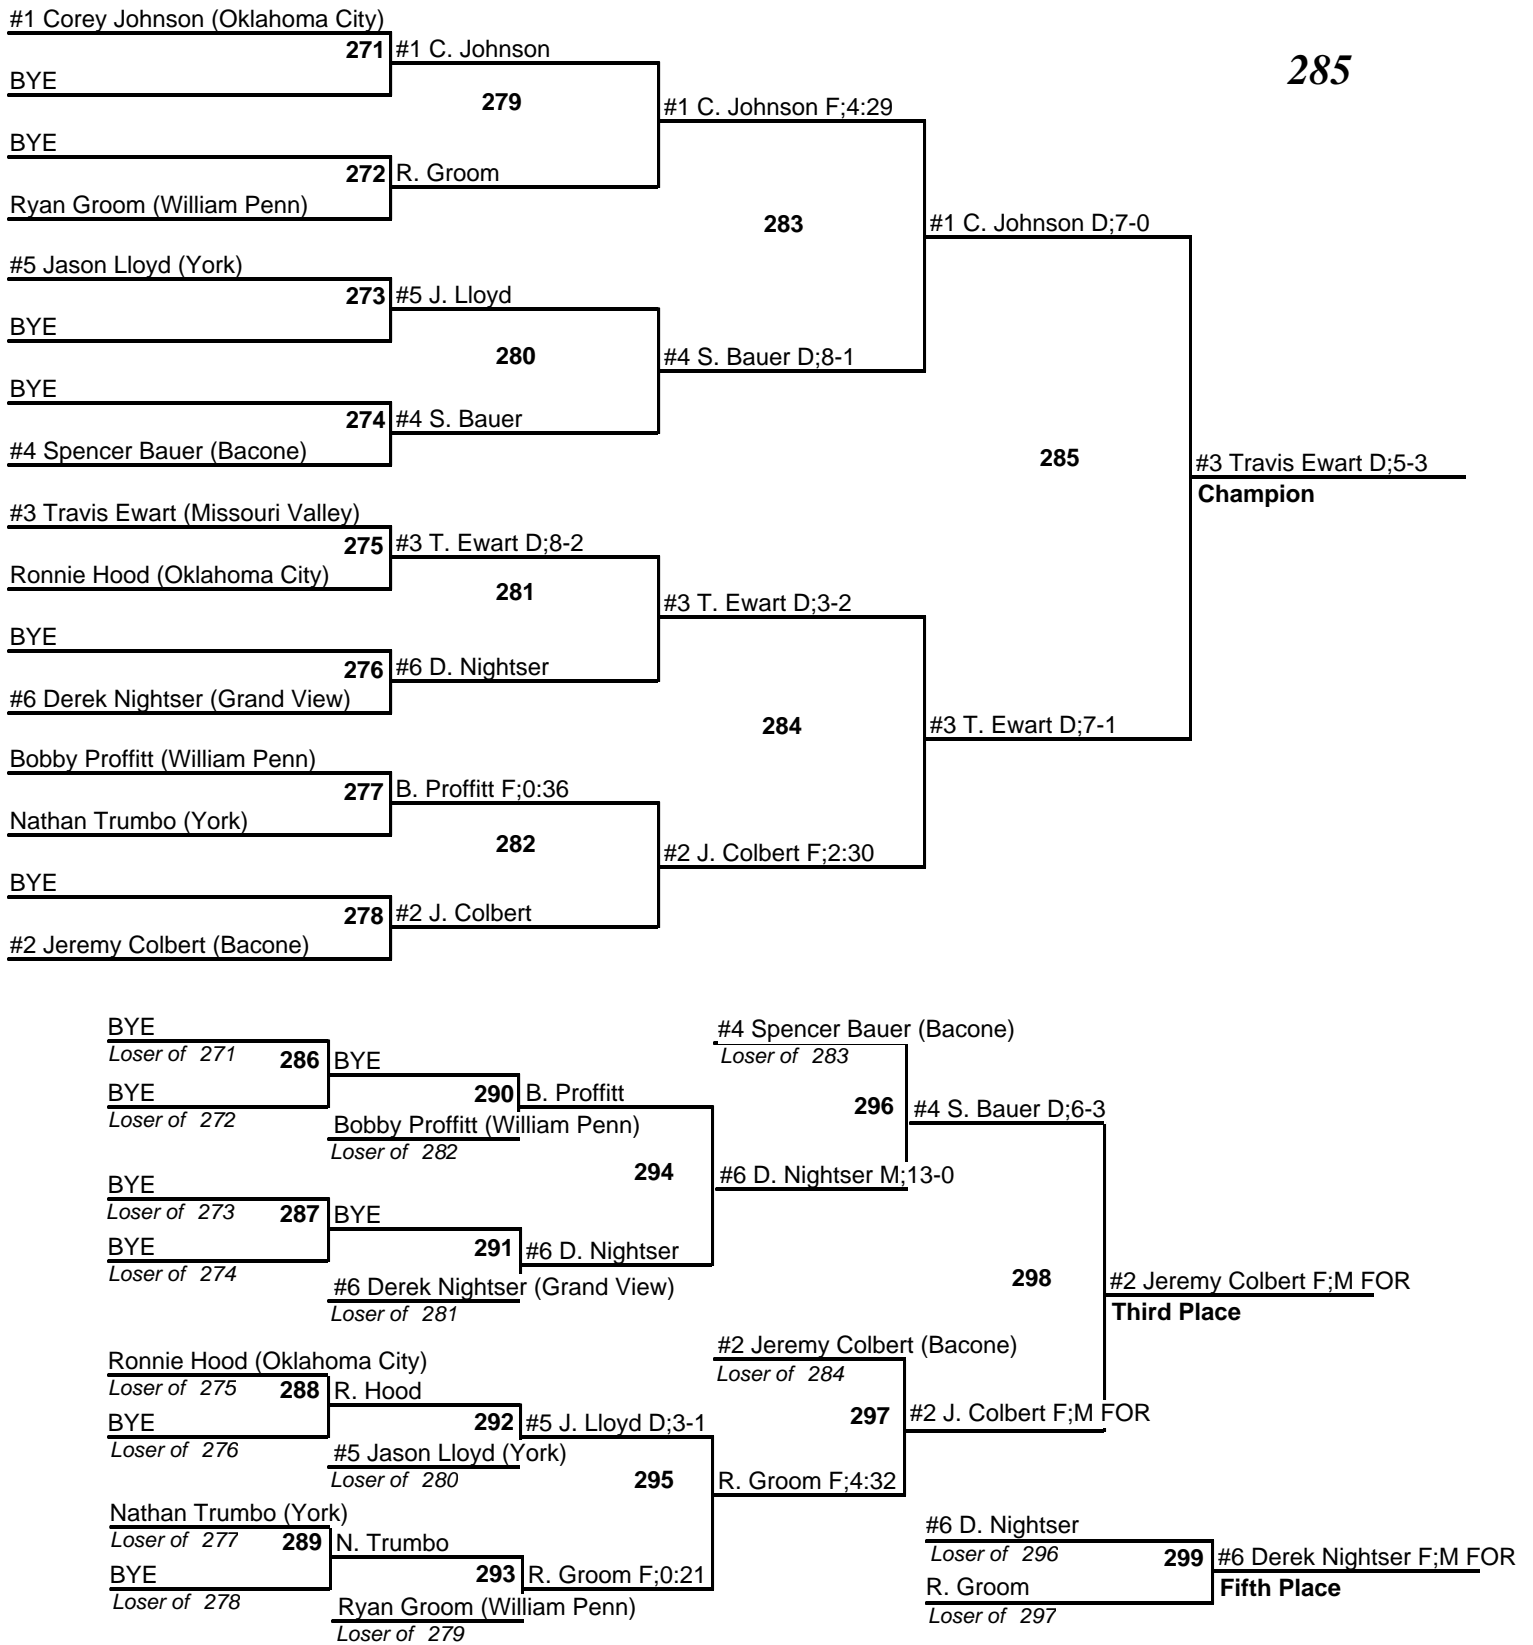 #1 Corey Johnson (Oklahoma City)
271 #1 C. Johnson
285
BYE
279
#1 C. Johnson F;4:29
BYE
272 R. Groom
Ryan Groom (William Penn)
283
#1 C. Johnson D;7-0
#5 Jason Lloyd (York)
273 #5 J. Lloyd
BYE
280
#4 S. Bauer D;8-1
BYE
274 #4 S. Bauer
#4 Spencer Bauer (Bacone)
285
#3 Travis Ewart D;5-3
Champion
#3 Travis Ewart (Missouri Valley)
275 #3 T. Ewart D;8-2
Ronnie Hood (Oklahoma City)
281
#3 T. Ewart D;3-2
BYE
276 #6 D. Nightser
#6 Derek Nightser (Grand View)
284
#3 T. Ewart D;7-1
Bobby Proffitt (William Penn)
277 B. Proffitt F;0:36
Nathan Trumbo (York)
282
#2 J. Colbert F;2:30
BYE
278 #2 J. Colbert
#2 Jeremy Colbert (Bacone)
BYE
Loser of 271
286 BYE
BYE
Loser of 272
290 B. Proffitt
Bobby Proffitt (William Penn)
Loser of 282
294
BYE
Loser of 273
287 BYE
BYE
Loser of 274
291 #6 D. Nightser
#6 Derek Nightser (Grand View)
Loser of 281
#4 Spencer Bauer (Bacone)
Loser of 283
296 #4 S. Bauer D;6-3
#6 D. Nightser M;13-0
298
#2 Jeremy Colbert F;M FOR
Third Place
Ronnie Hood (Oklahoma City)
Loser of 275
288 R. Hood
BYE
Loser of 276
292 #5 J. Lloyd D;3-1
#5 Jason Lloyd (York)
Loser of 280
295
#2 Jeremy Colbert (Bacone)
Loser of 284
297 #2 J. Colbert F;M FOR
R. Groom F;4:32
Nathan Trumbo (York)
Loser of 277
289 N. Trumbo
BYE
Loser of 278
293 R. Groom F;0:21
Ryan Groom (William Penn)
Loser of 279
#6 D. Nightser
Loser of 296
299 #6 Derek Nightser F;M FOR
R. Groom
Fifth Place
Loser of 297